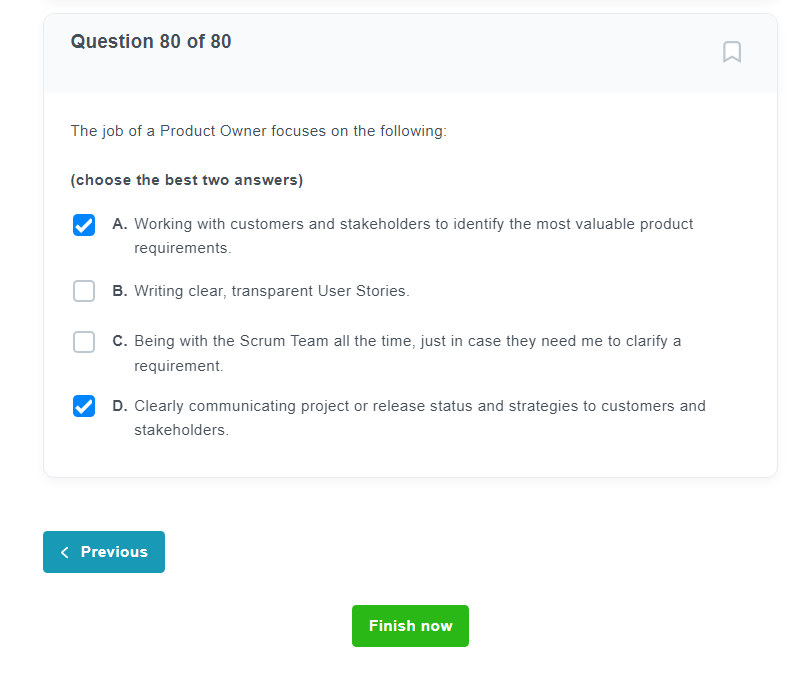 Question 80 of 80
The job of a Product Owner focuses on the following:
(choose the best two answers)
A. Working with customers and stakeholders to identify the most valuable product
requirements.
B. Writing clear, transparent User Stories.
C. Being with the Scrum Team all the time, just in case they need me to clarify a
requirement.
D. Clearly communicating project or release status and strategies to customers and
stakeholders.
Previous
Finish now